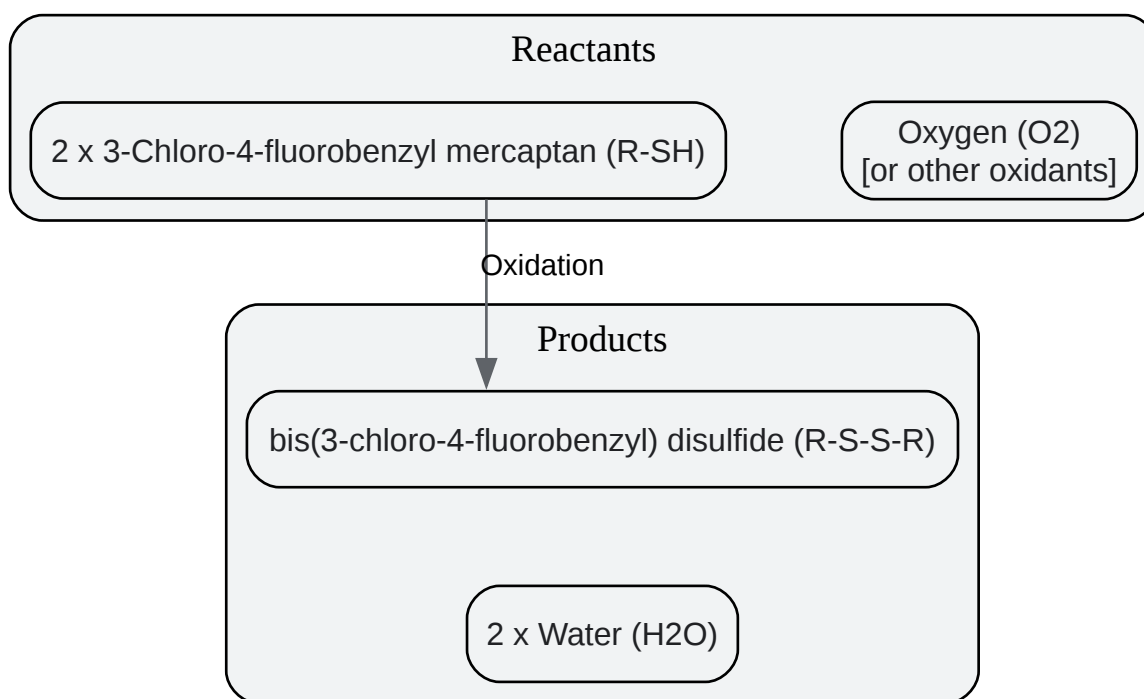 Reactants
2 x 3-Chloro-4-fluorobenzyl mercaptan (R-SH)
Oxygen (O2)
[or other oxidants]
Oxidation
Products
bis(3-chloro-4-fluorobenzyl) disulfide (R-S-S-R)
2 x Water (H2O)